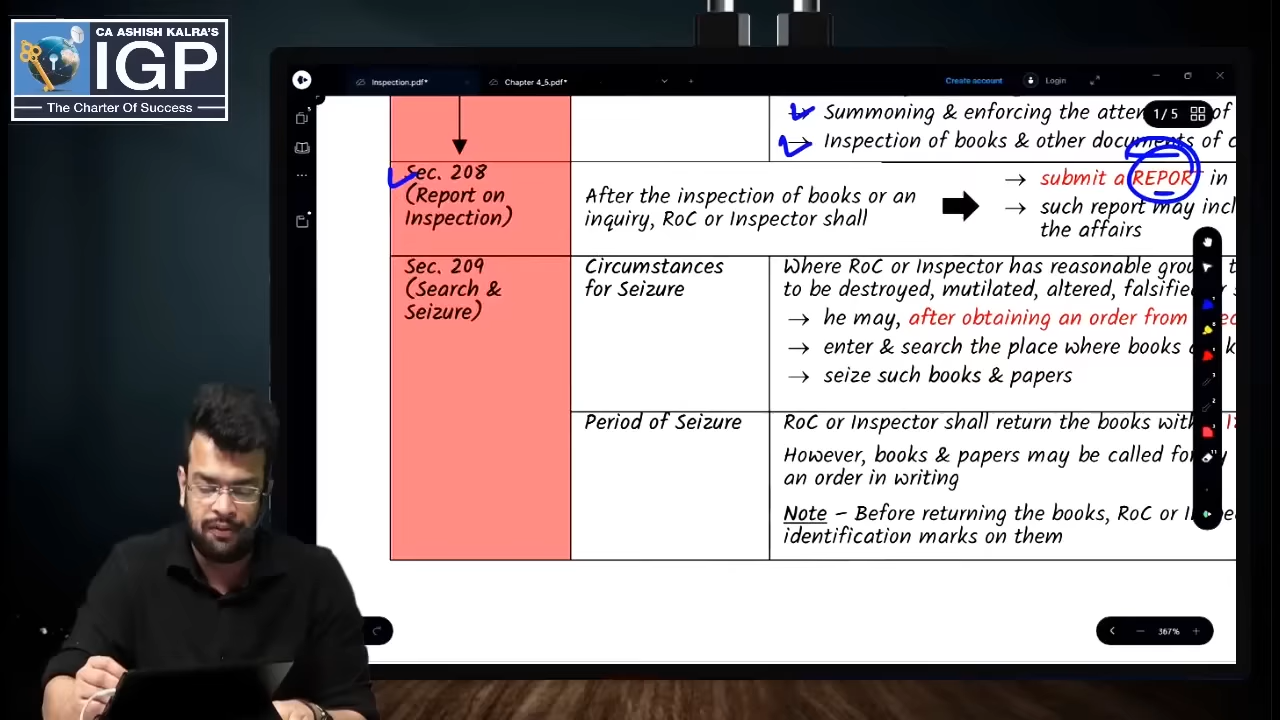 CA ASHISH KALRA'S
IGP
The Charter Of Success
Inspection.pdf*
Chapter 4_5.pdf*
Create account
Login
→ Summoning & enforcing the of
1/5
→ Inspection of books & other documents of
Sec. 208
(Report on
Inspection)
After the inspection of books or an
inquiry, RoC or Inspector shall
→ submit a REPORT in
→ such report may
the affairs
Sec. 209
(Search &
Seizure)
Circumstances
for Seizure
Where RoC or Inspector has reasonable
to be destroyed, mutilated, altered,
→ he may, after obtaining an order from
→ enter & search the place where books
→ seize such books & papers
Period of Seizure
RoC or Inspector shall return the books
However, books & papers may be called for
an order in writing
Note – Before returning the books, RoC or
identification marks on them
367%